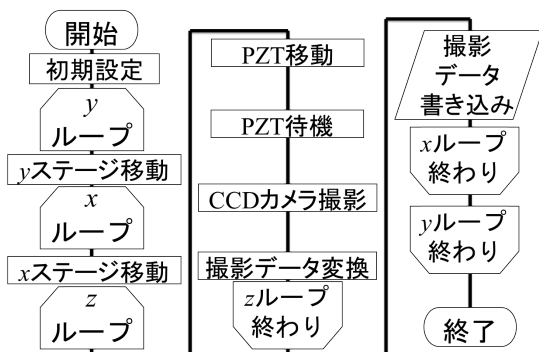 開始
初期設定
y
ループ
yステージ移動
x
ループ
xステージ移動
z
ループ
PZT移動
PZT待機
CCDカメラ撮影
撮影データ変換
zループ
終わり
撮影
データ
書き込み
xループ
終わり
yループ
終わり
終了